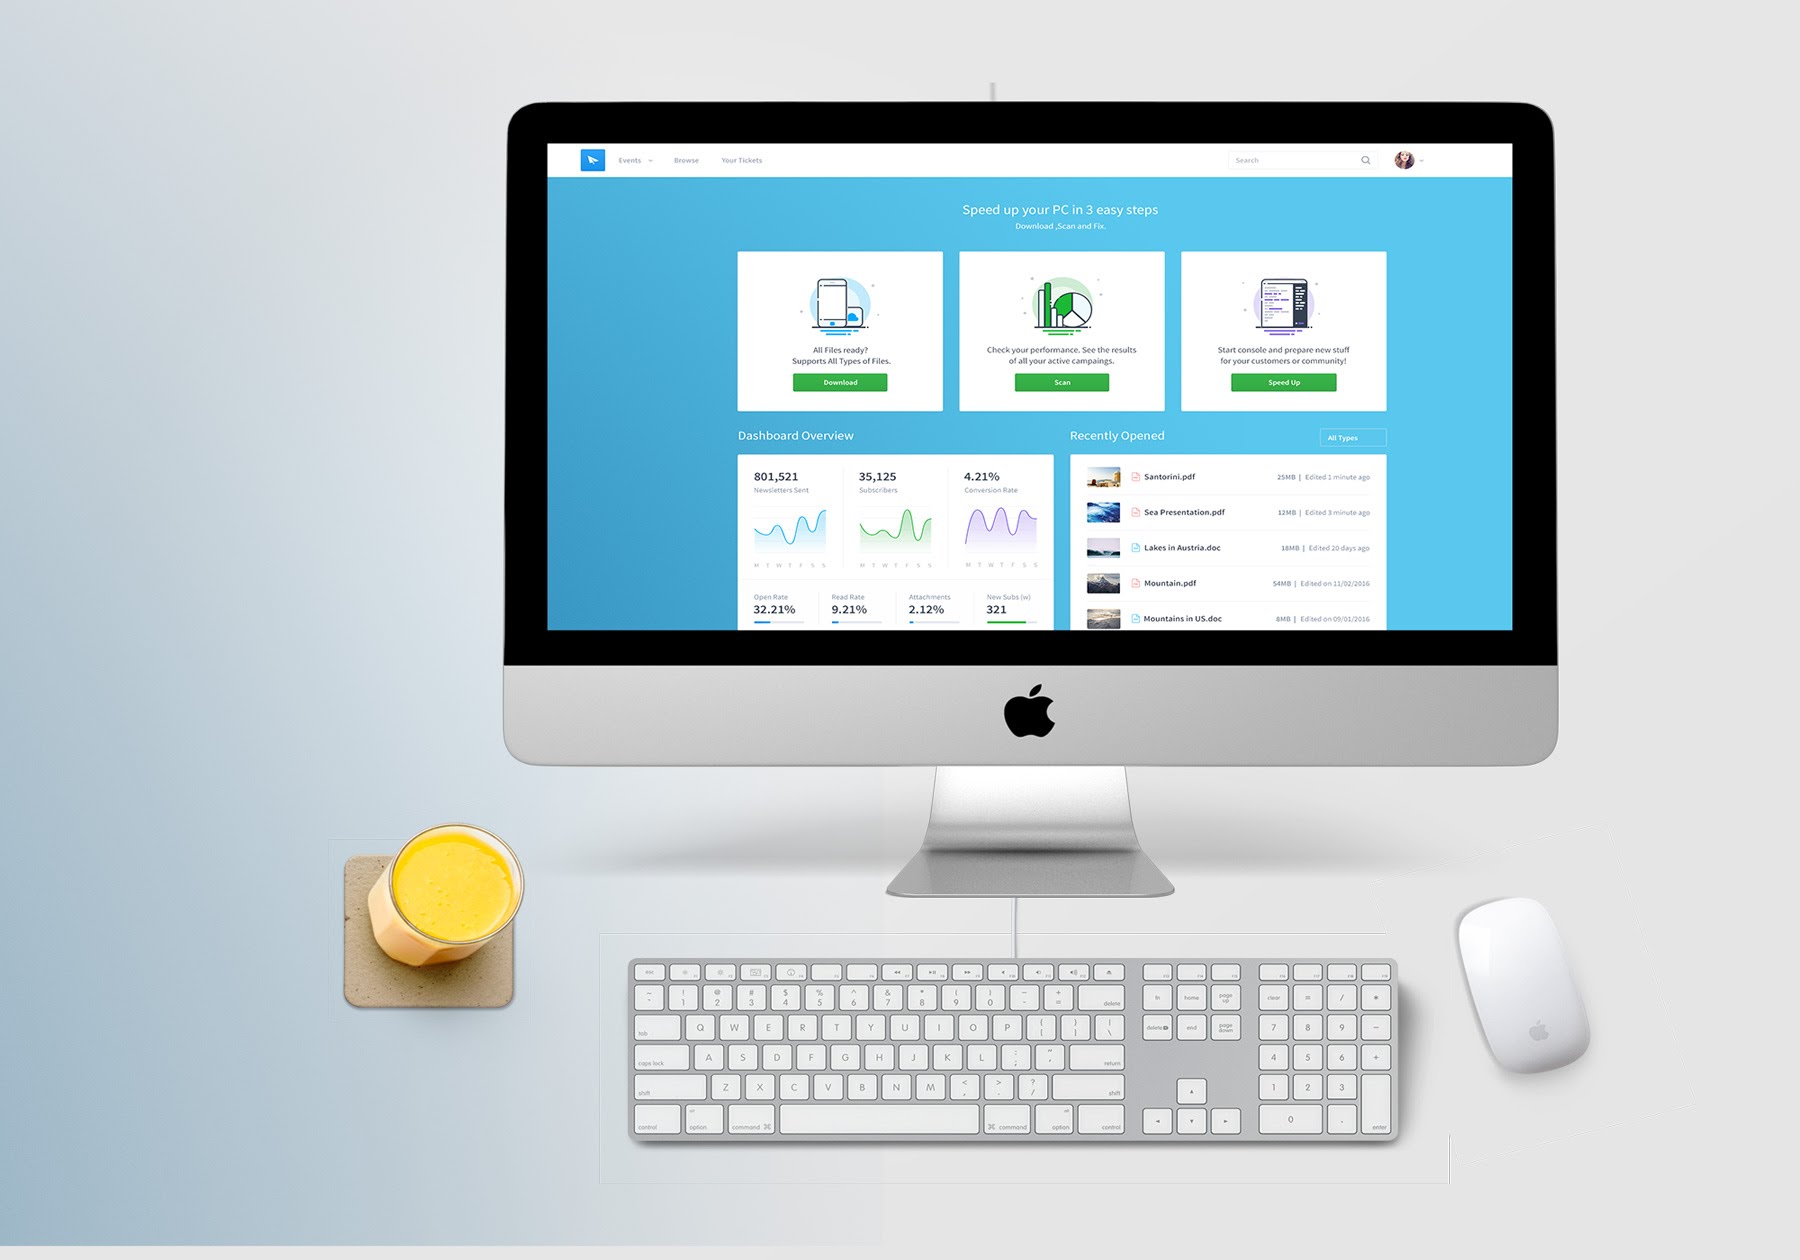 Events
Browse
Your Tickets
Search
Speed up your PC in 3 easy steps
Download ,Scan and Fix.
All Files ready?
Supports All Types of Files.
Download
Check your performance. See the results
of all your active campaings.
Scan
Start console and prepare new stuff
for your customers or community!
Speed Up
Dashboard Overview
801,521
Newsletters Sent
35,125
Subscribers
4.21%
Conversion Rate
M T W T F S S
M T W T F S S
M T W T F S S
Open Rate
32.21%
Read Rate
9.21%
Attachments
2.12%
New Subs (w)
321
Recently Opened
All Types
Santorini.pdf 25MB | Edited 1 minute ago
Sea Presentation.pdf 12MB | Edited 3 minute ago
Lakes in Austria.doc 18MB | Edited 20 days ago
Mountain.pdf 54MB | Edited on 11/02/2016
Mountains in US.doc 8MB | Edited on 09/01/2016
esc
~ ` ! 1 @ 2 # 3 $ 4 % 5 ^ 6 & 7 * 8 ( 9 ) 0 - + = delete fn home page up clear = / *
tab Q W E R T Y U I O P { [ } ] | \ delete end page down 7 8 9 -
caps lock A S D F G H J K L : ; " ' return 4 5 6 +
shift Z X C V B N M < , > . ? / shift 1 2 3
control alt option command ⌘ ⌘ command alt option control 0 . enter